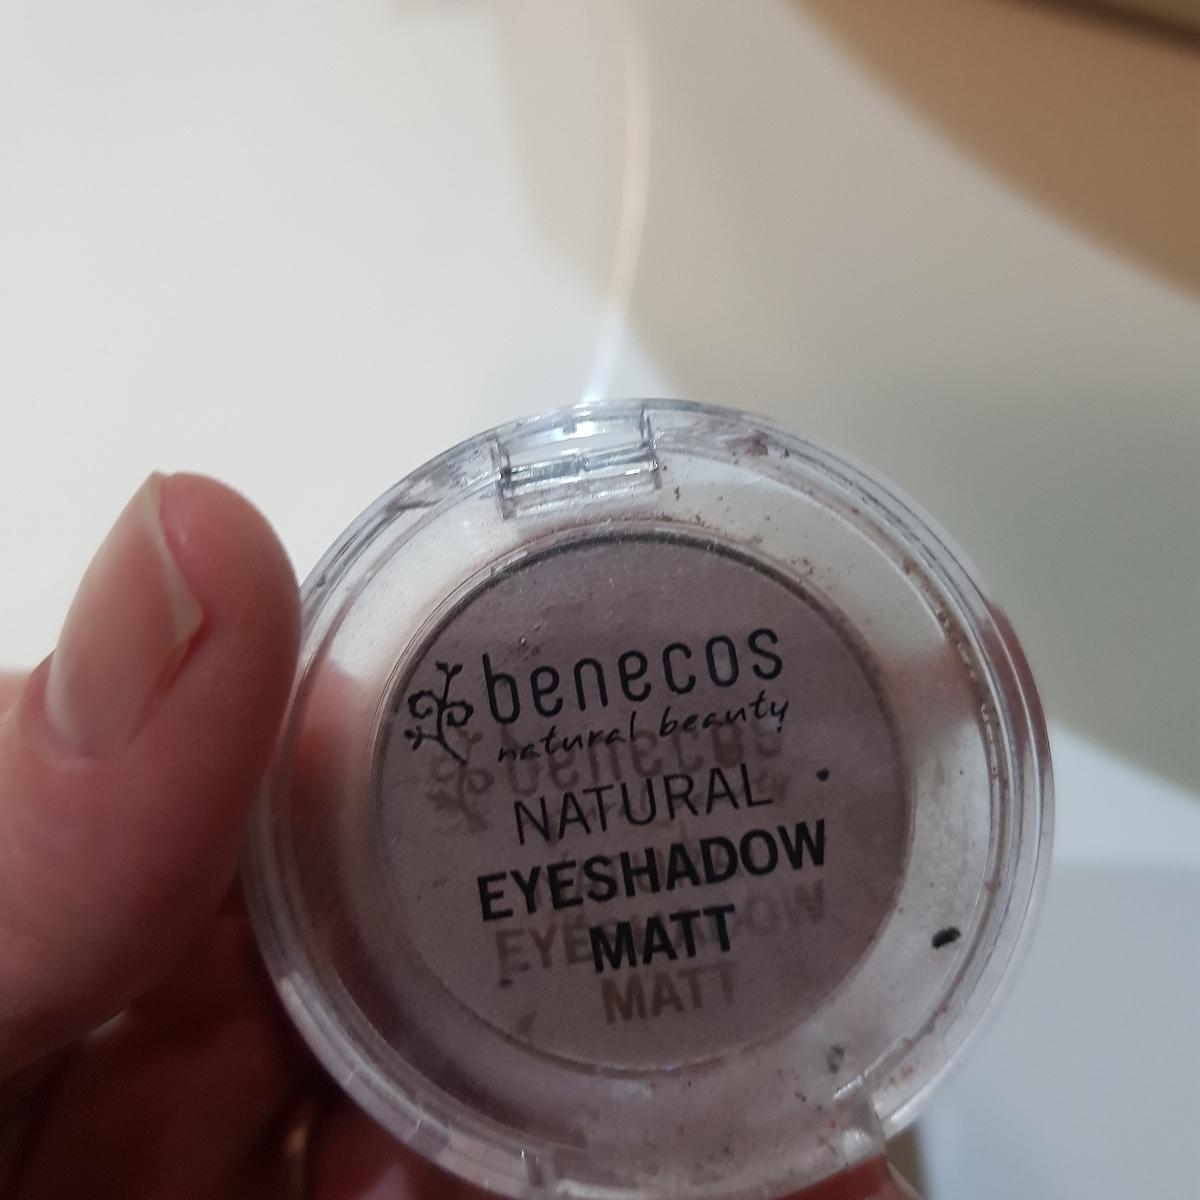 benecos
natural beauty
NATURAL
EYESHADOW
MATT